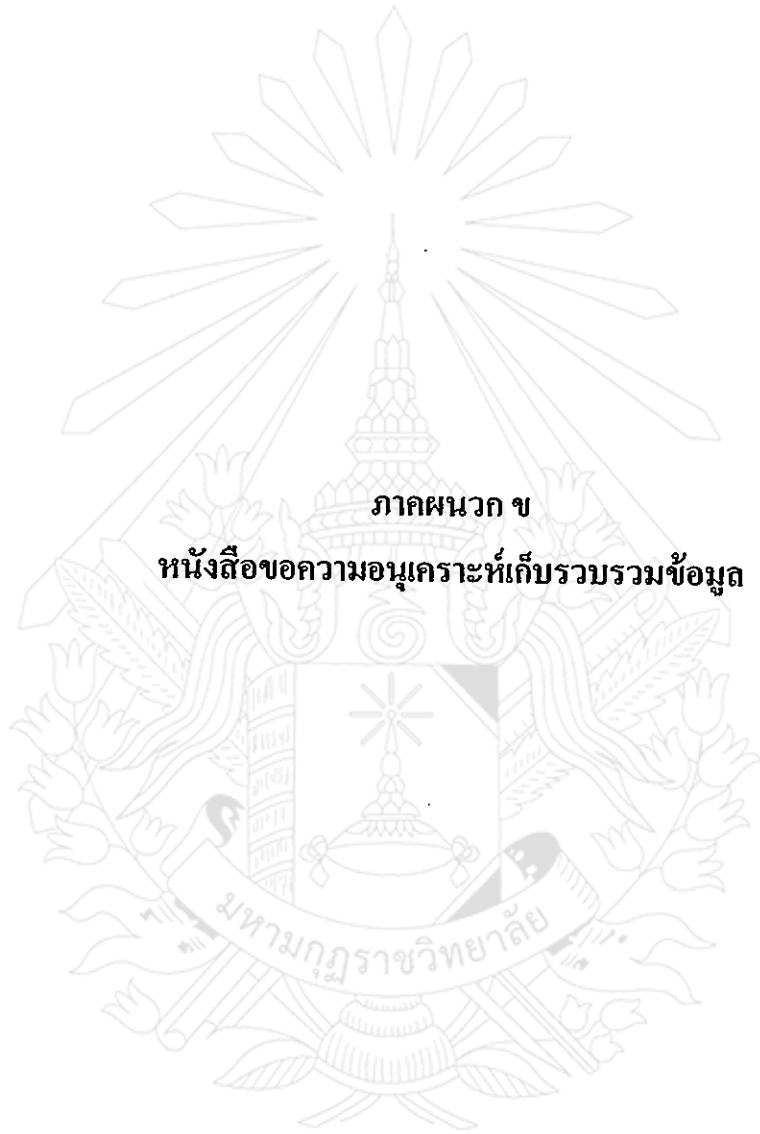 ภาคผนวก ข
หนังสือขอความอนุเคราะห์เก็บรวบรวมข้อมูล
มหามกุฏราชวิทยาลัย